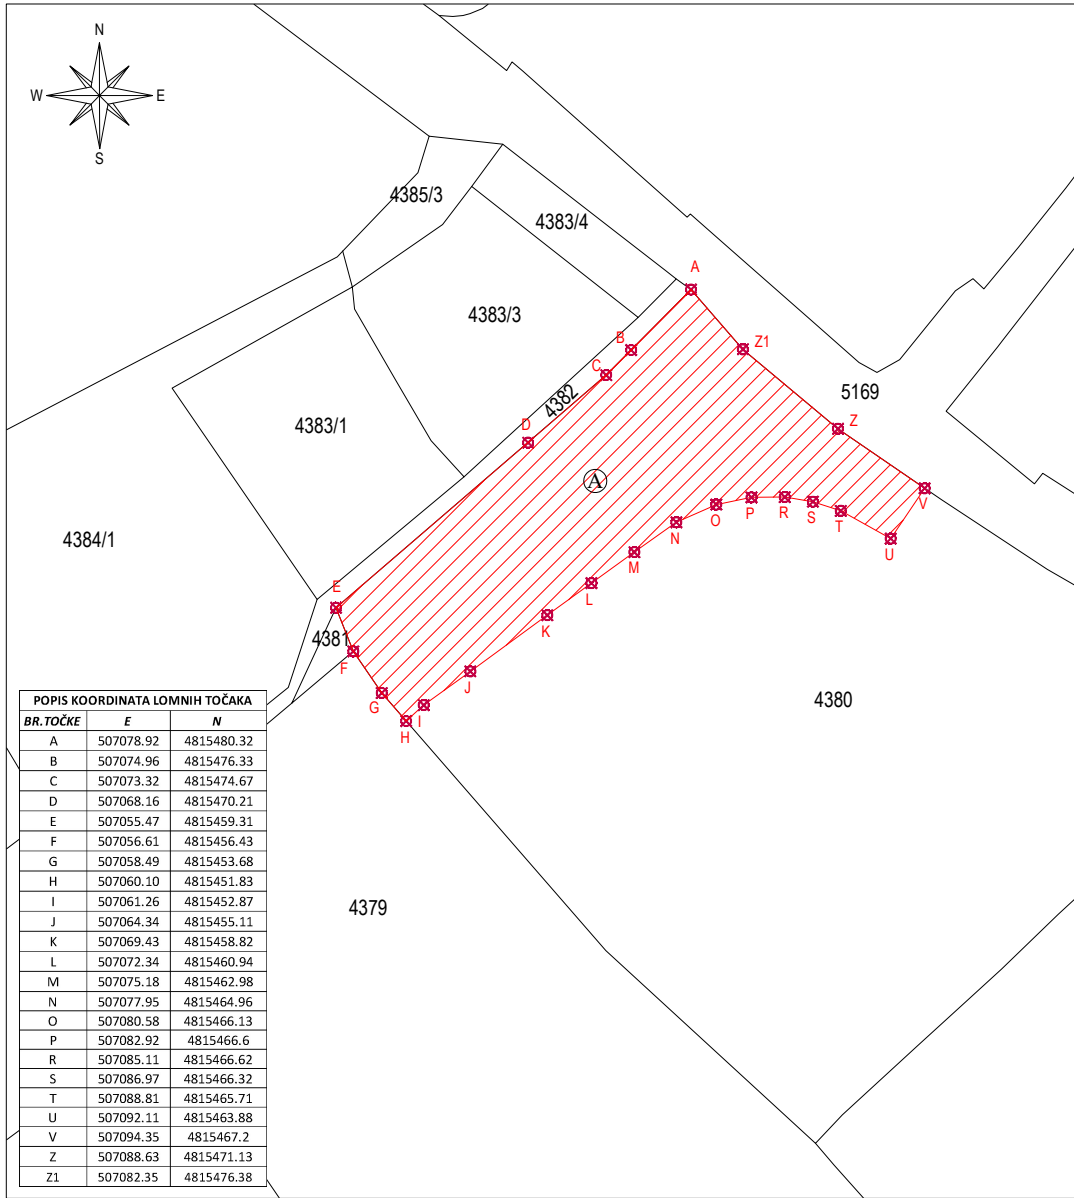 N
W E
S
4385/3
4383/4
A
4383/3
B
Z1
C
4382
5169
4383/1
D
Z
A
V
O P R S T
4384/1
N
U
M
E
L
4381
K
F
J
4380
G
I
H
POPIS KOORDINATA LOMNIH TOČAKA
BR.TOČKE E N
A 507078.92 4815480.32
B 507074.96 4815476.33
C 507073.32 4815474.67
D 507068.16 4815470.21
E 507055.47 4815459.31
F 507056.61 4815456.43
G 507058.49 4815453.68
H 507060.10 4815451.83
I 507061.26 4815452.87
J 507064.34 4815455.11
K 507069.43 4815458.82
L 507072.34 4815460.94
M 507075.18 4815462.98
N 507077.95 4815464.96
O 507080.58 4815466.13
P 507082.92 4815466.6
R 507085.11 4815466.62
S 507086.97 4815466.32
T 507088.81 4815465.71
U 507092.11 4815463.88
V 507094.35 4815467.2
Z 507088.63 4815471.13
Z1 507082.35 4815476.38
4379